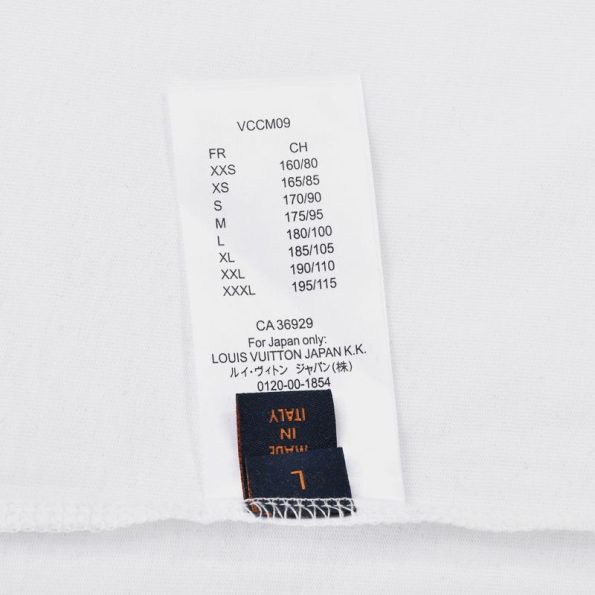 VCCM09
FR CH
XXS 160/80
XS 165/85
S 170/90
M 175/95
L 180/100
XL 185/105
XXL 190/110
XXXL 195/115
CA 36929
For Japan only:
LOUIS VUITTON JAPAN K.K.
ルイ・ヴィトン ジャパン(株)
0120-00-1854
MADE
IN
ITALY
L